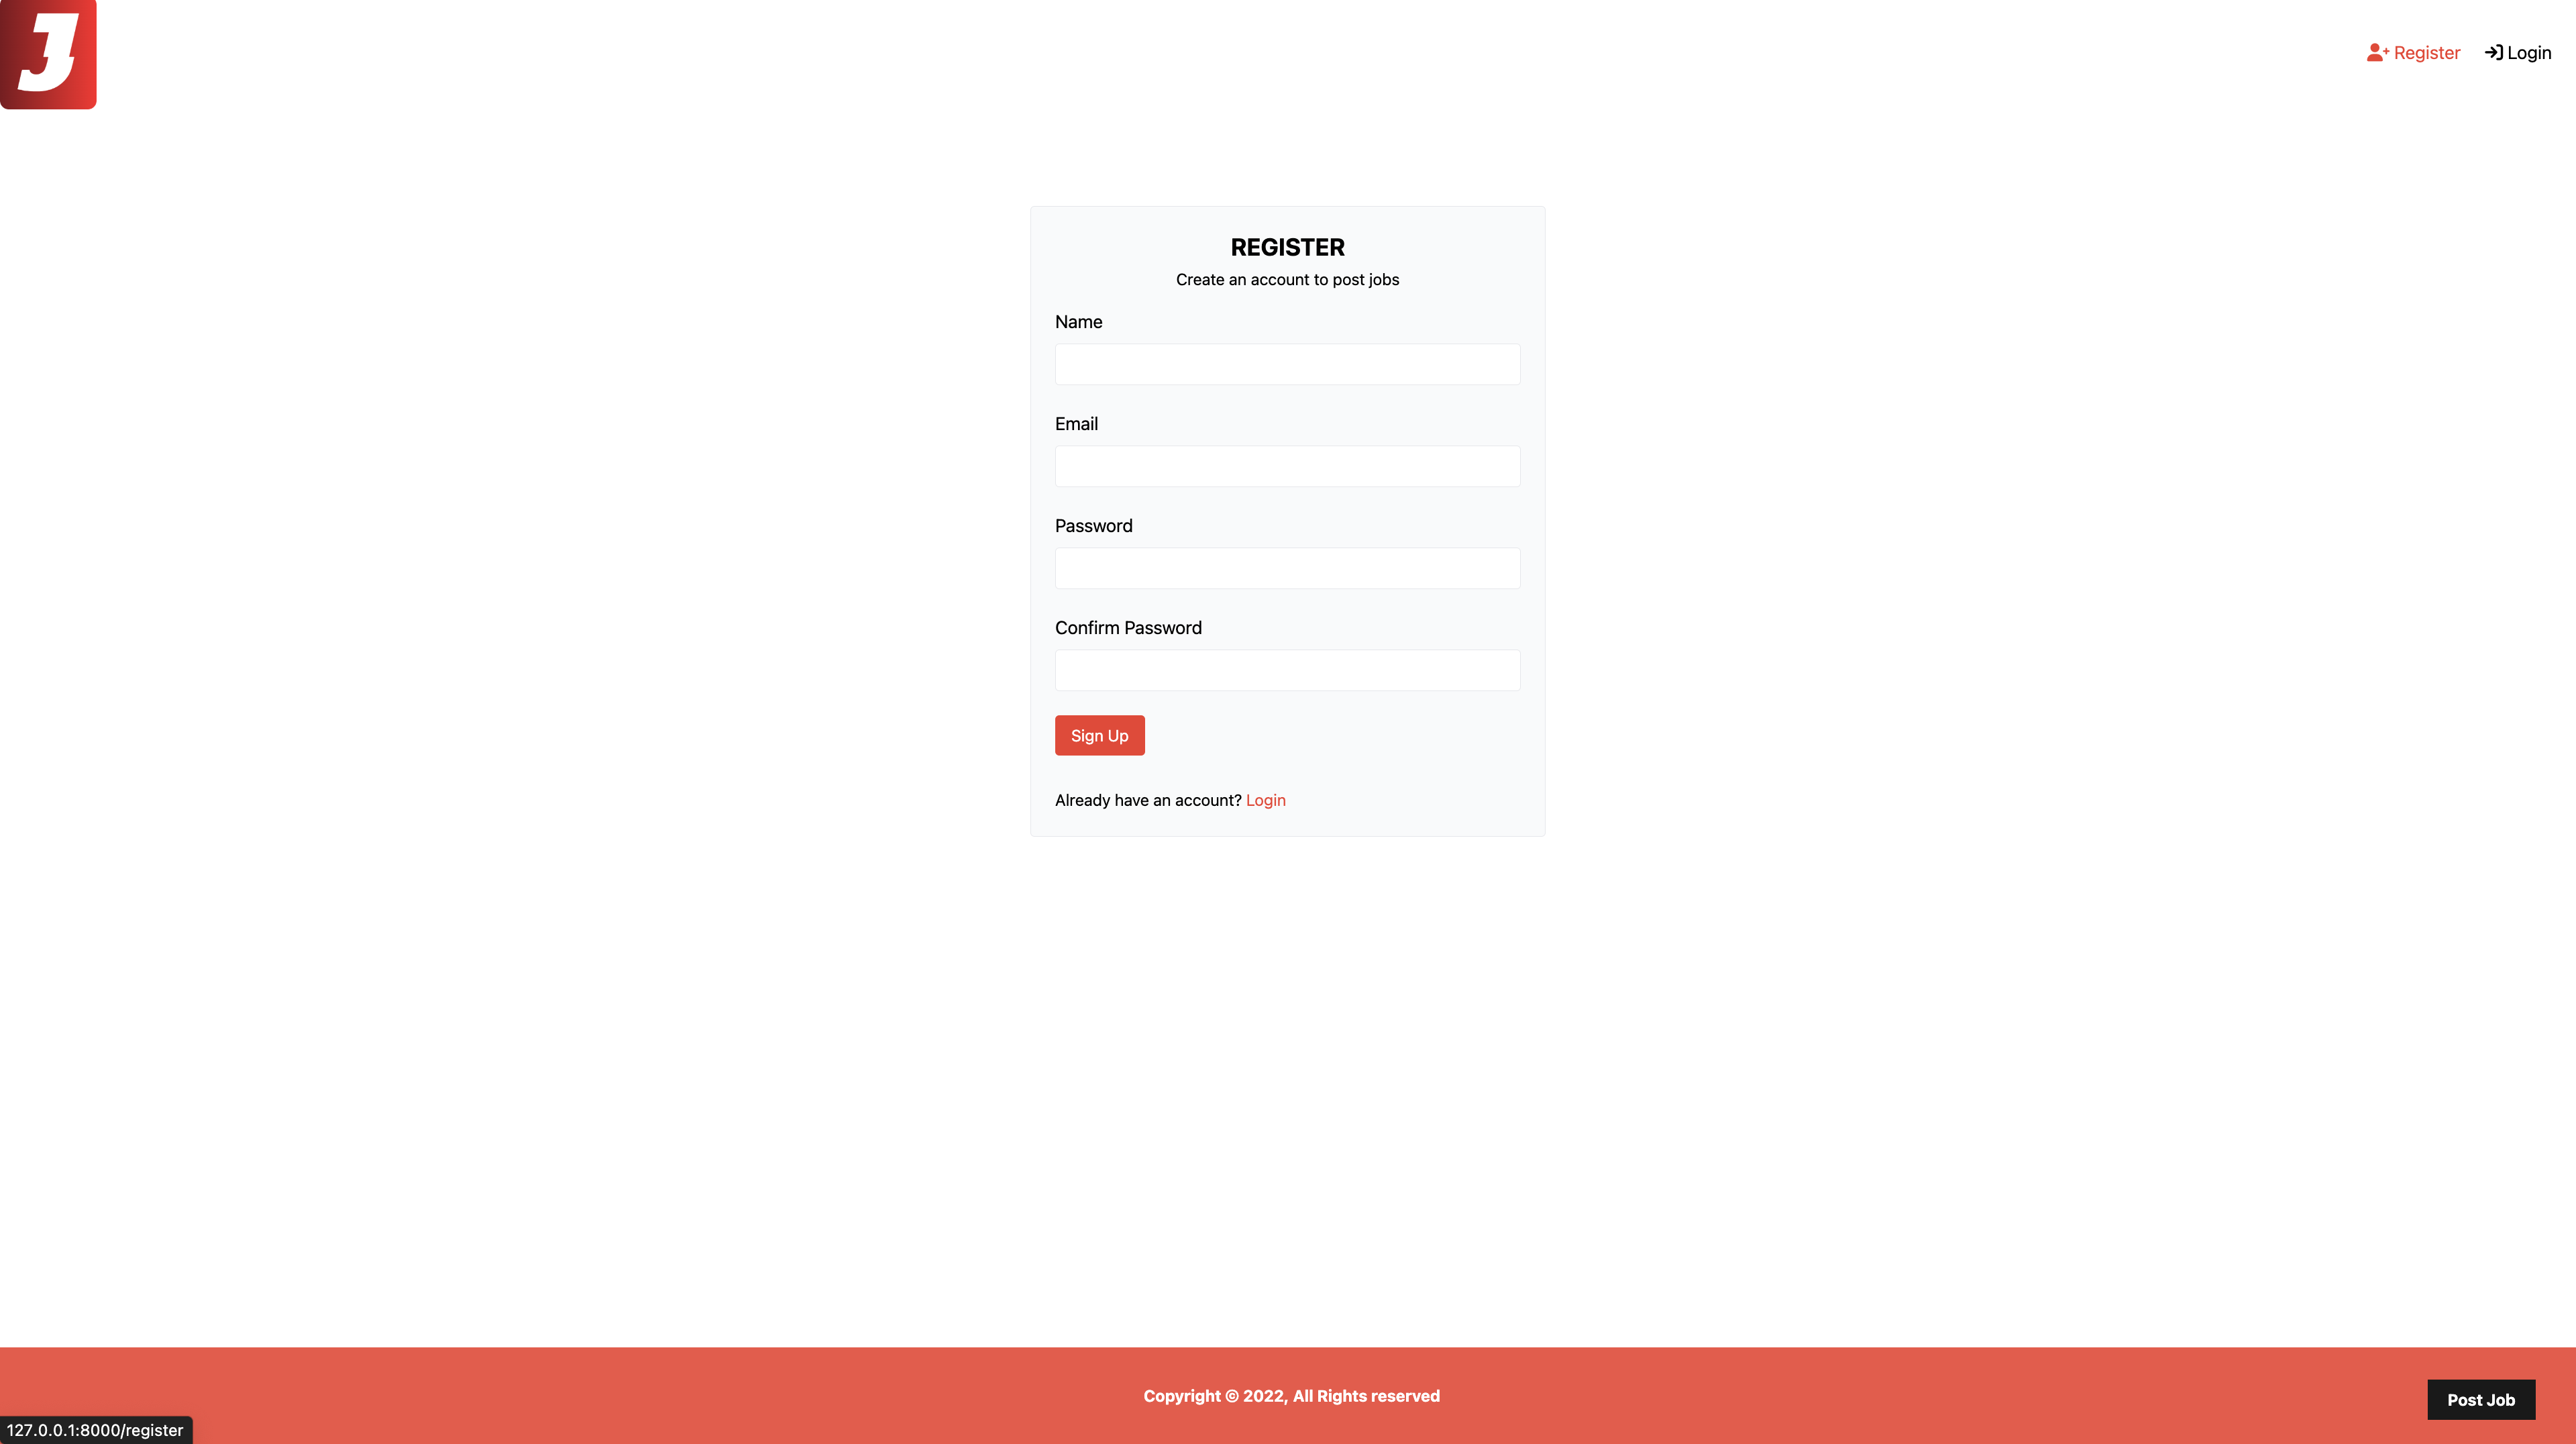 J
Register Login
REGISTER
Create an account to post jobs
Name
Email
Password
Confirm Password
Sign Up
Already have an account? Login
Copyright © 2022, All Rights reserved
Post Job
127.0.0.1:8000/register